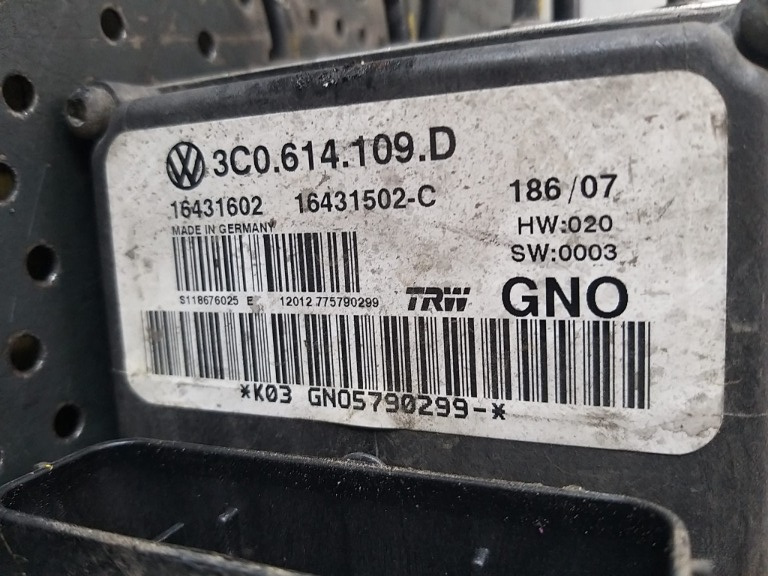 3C0.614.109.D
16431602 16431502-C 186/07
MADE IN GERMANY HW:020
SW:0003
S118676025 12012 775790299 TRW GNO
*K03 GNO5790299-*